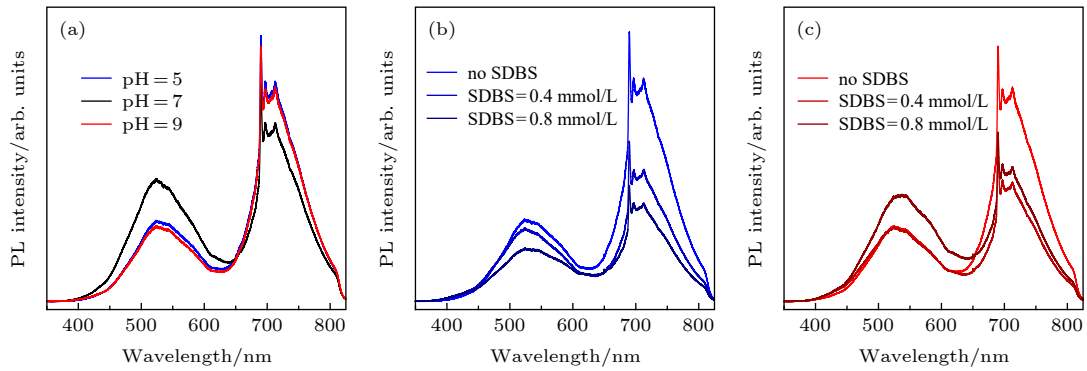 (a)
pH = 5
pH = 7
pH = 9
PL intensity/arb. units
400 500 600 700 800
Wavelength/nm
(b)
no SDBS
SDBS=0.4 mmol/L
SDBS=0.8 mmol/L
PL intensity/arb. units
400 500 600 700 800
Wavelength/nm
(c)
no SDBS
SDBS=0.4 mmol/L
SDBS=0.8 mmol/L
PL intensity/arb. units
400 500 600 700 800
Wavelength/nm